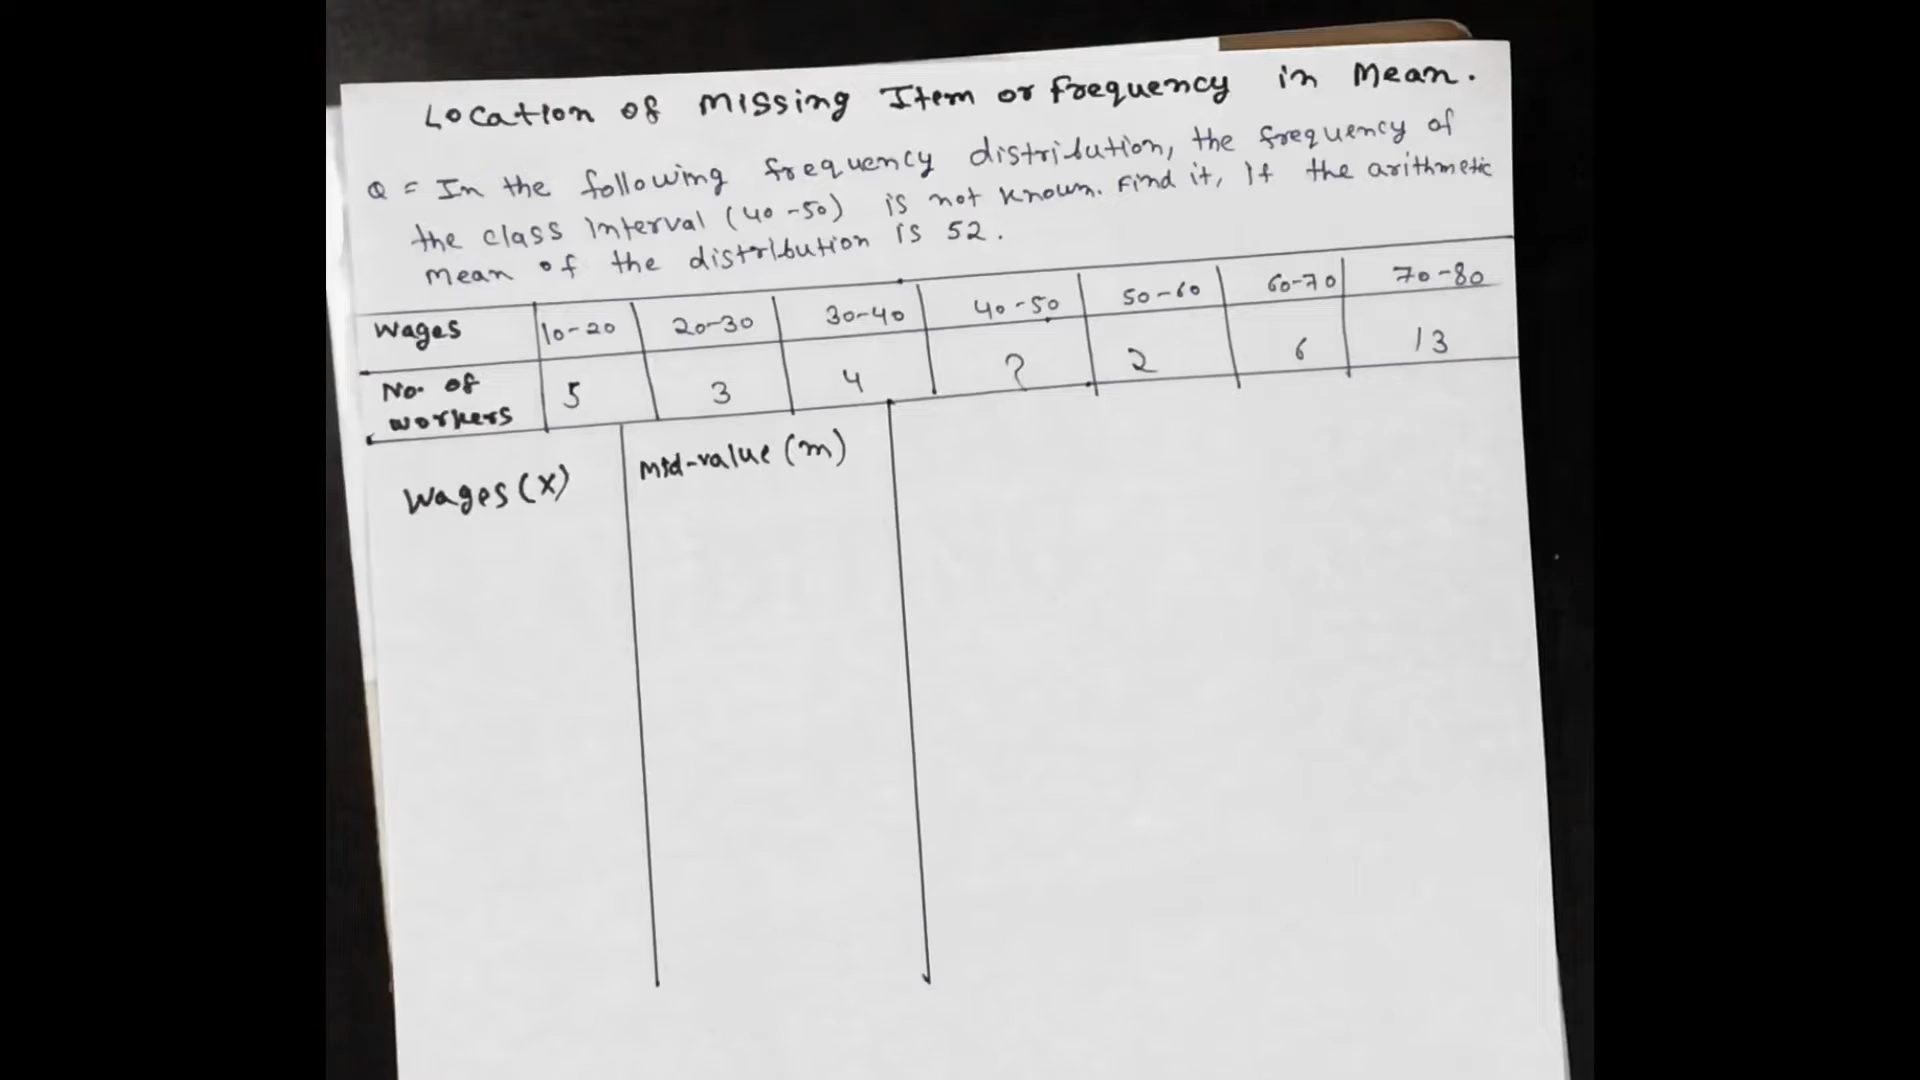 Location of Missing Item or frequency in Mean.
Q = In the following frequency distribution, the frequency of
the class interval (40-50) is not known. Find it, If the arithmetic
Mean of the distribution is 52.
Wages 10-20 20-30 30-40 40-50 50-60 60-70 70-80
No. of workers 5 3 4 ? 2 6 13
Wages (X) Mid-value (m)